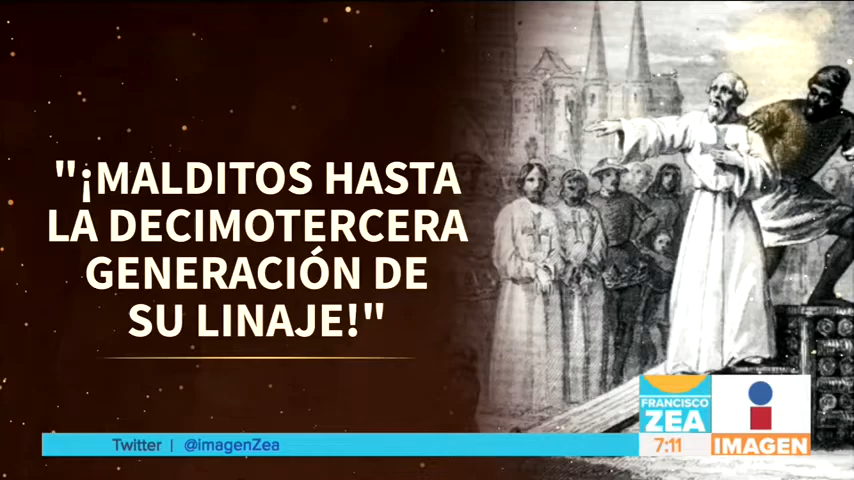 "¡MALDITOS HASTA
LA DECIMOTERCERA
GENERACIÓN DE
SU LINAJE!"
FRANCISCO
ZEA
7:11
IMAGEN
Twitter | @imagenZea